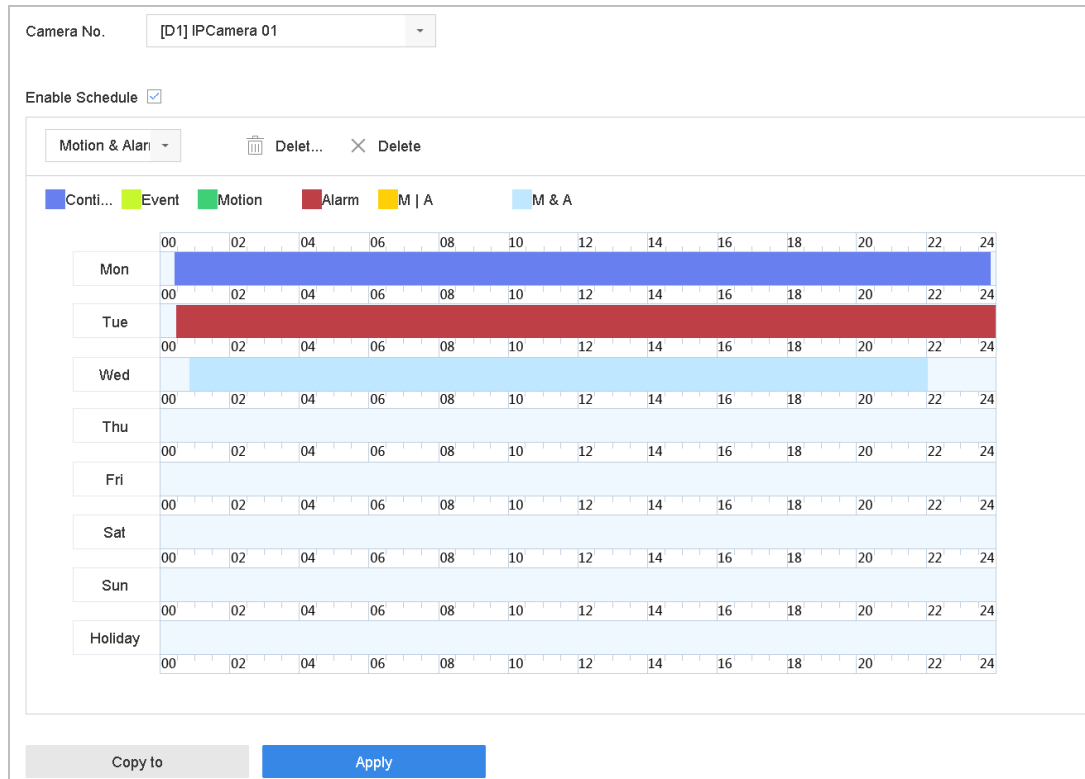 Camera No. [D1] IPCamera 01
Enable Schedule
Motion & Alar Delet... Delete
Conti... Event Motion Alarm M | A M & A
00 02 04 06 08 10 12 14 16 18 20 22 24
Mon
00 02 04 06 08 10 12 14 16 18 20 22 24
Tue
00 02 04 06 08 10 12 14 16 18 20 22 24
Wed
00 02 04 06 08 10 12 14 16 18 20 22 24
Thu
00 02 04 06 08 10 12 14 16 18 20 22 24
Fri
00 02 04 06 08 10 12 14 16 18 20 22 24
Sat
00 02 04 06 08 10 12 14 16 18 20 22 24
Sun
00 02 04 06 08 10 12 14 16 18 20 22 24
Holiday
00 02 04 06 08 10 12 14 16 18 20 22 24
Copy to Apply